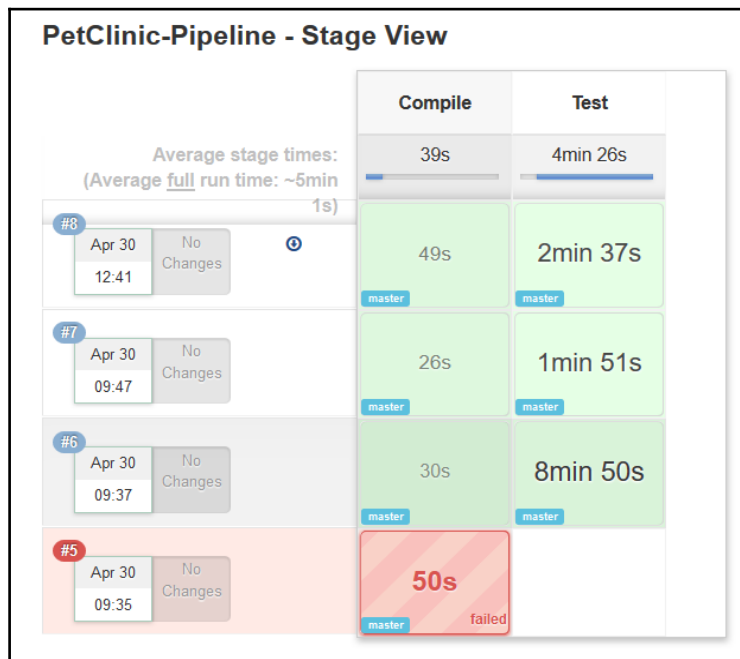 PetClinic-Pipeline - Stage View
Compile
Test
Average stage times:
(Average full run time: ~5min
1s)
39s
4min 26s
#8
Apr 30
12:41
No
Changes
49s
master
2min 37s
master
#7
Apr 30
09:47
No
Changes
26s
master
1min 51s
master
#6
Apr 30
09:37
No
Changes
30s
master
8min 50s
master
#5
Apr 30
09:35
No
Changes
50s
master
failed